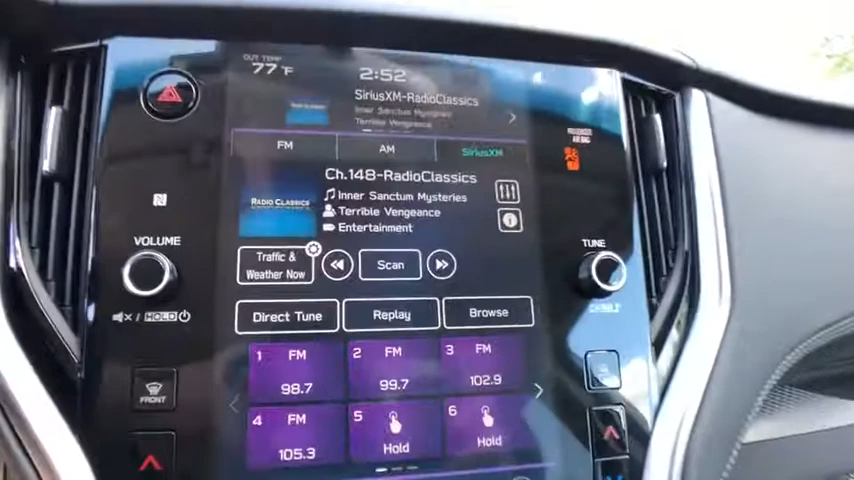 OUT TEMP
77°F
2:52
SiriusXM-RADIOCLASSICS
Inner Sanctum Mysteries
Terrible Vengeance
PASSENGER
AIR BAG
FM
AM
SiriusXM
Ch.148-RADIOCLASSICS
RADIO CLASSICS
Inner Sanctum Mysteries
Terrible Vengeance
Entertainment
Traffic &
Weather Now
Scan
VOLUME
TUNE
HOLD
Direct Tune
Replay
Browse
1 FM
98.7
2 FM
99.7
3 FM
102.9
4 FM
105.3
5
Hold
6
Hold
FRONT